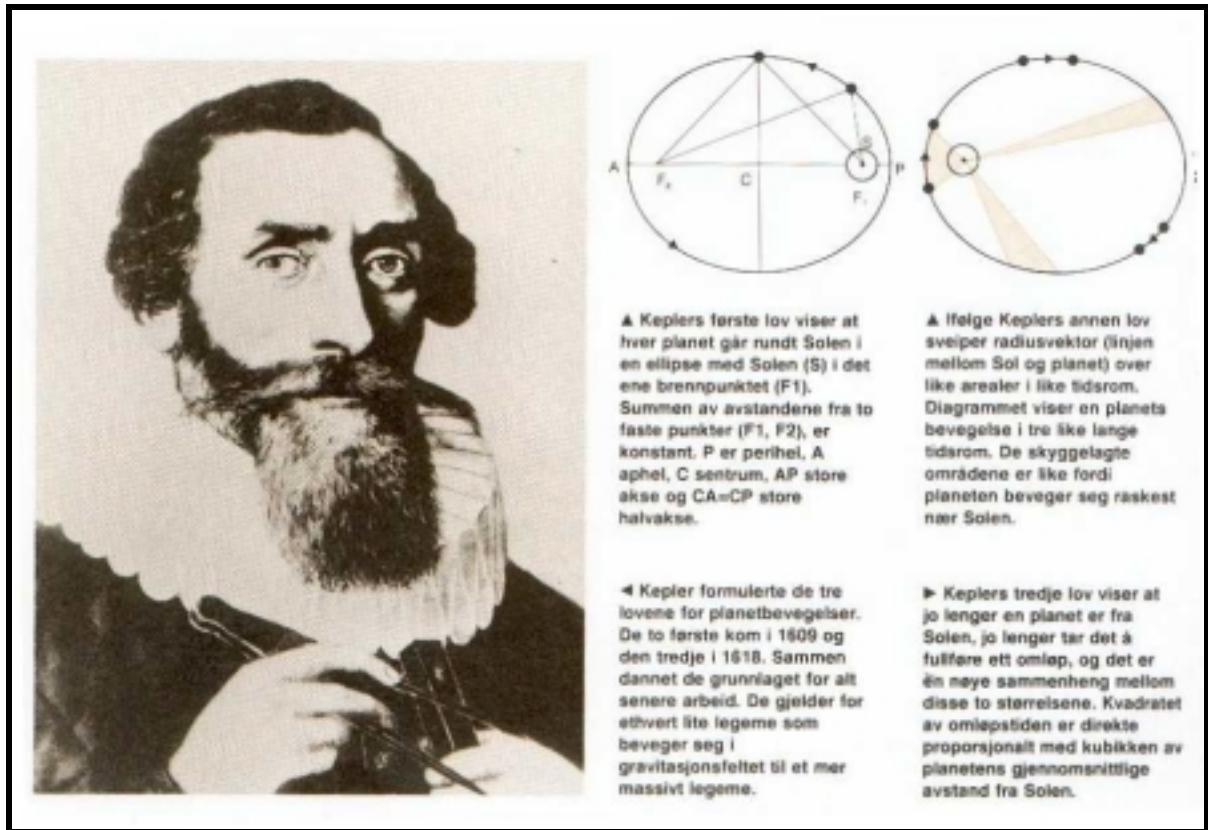 A
F₂
C
S
F₁
P
▲ Keplers første lov viser at
hver planet går rundt Solen i
en ellipse med Solen (S) i det
ene brennpunktet (F1).
Summen av avstandene fra to
faste punkter (F1, F2), er
konstant. P er perihel, A
aphel, C sentrum, AP store
akse og CA=CP store
halvakse.
▲ Ifølge Keplers annen lov
sveiper radiusvektor (linjen
mellom Sol og planet) over
like arealer i like tidsrom.
Diagrammet viser en planets
bevegelse i tre like lange
tidsrom. De skyggelagte
områdene er like fordi
planeten beveger seg raskest
nær Solen.
◄ Kepler formulerte de tre
lovene for planetbevegelser.
De to første kom i 1609 og
den tredje i 1618. Sammen
dannet de grunnlaget for alt
senere arbeid. De gjelder for
ethvert lite legeme som
beveger seg i
gravitasjonsfeltet til et mer
massivt legeme.
► Keplers tredje lov viser at
jo lenger en planet er fra
Solen, jo lenger tar det å
fullføre ett omløp, og det er
én nøye sammenheng mellom
disse to størrelsene. Kvadratet
av omløpstiden er direkte
proporsjonalt med kubikken av
planetens gjennomsnittlige
avstand fra Solen.